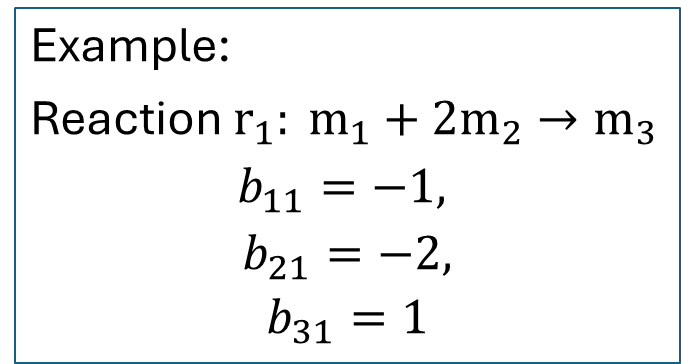 Example:
Reaction r₁: m₁ + 2m₂ → m₃
b₁₁ = −1,
b₂₁ = −2,
b₃₁ = 1